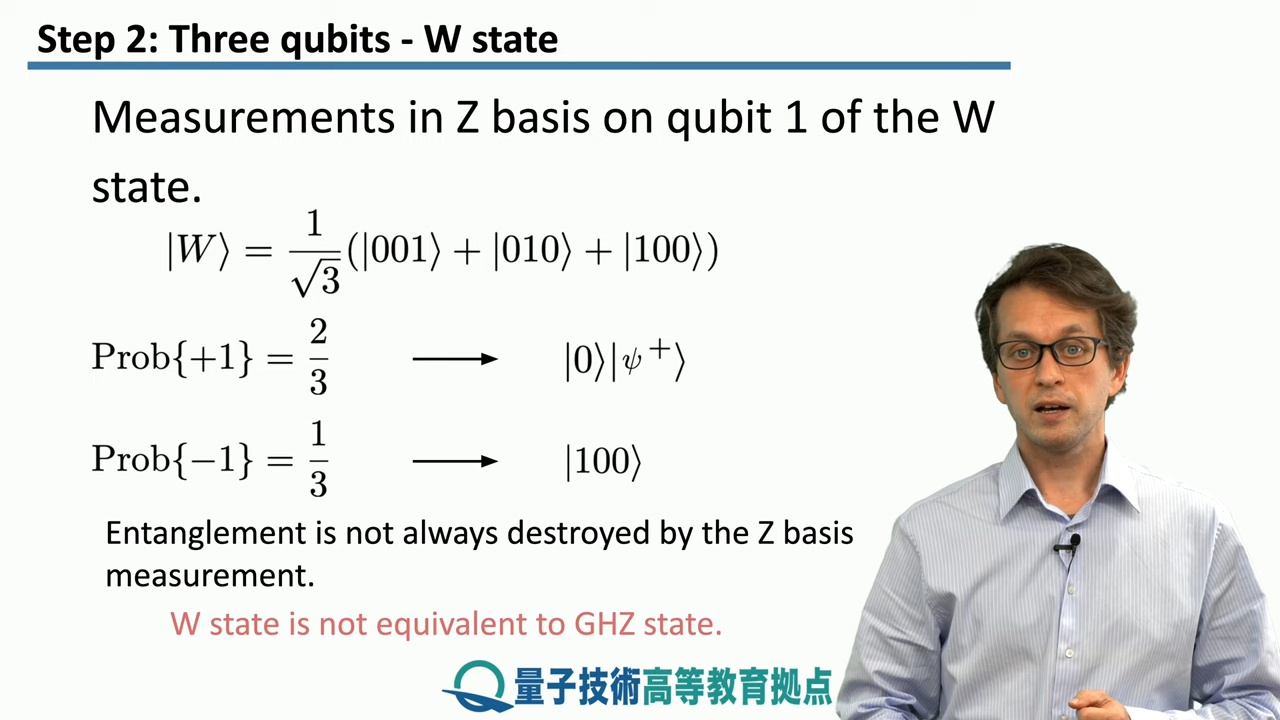 Step 2: Three qubits - W state
Measurements in Z basis on qubit 1 of the W
state.
|W⟩ = 1/√3 (|001⟩ + |010⟩ + |100⟩)
Prob{+1} = 2/3 ⟶ |0⟩|ψ⁺⟩
Prob{−1} = 1/3 ⟶ |100⟩
Entanglement is not always destroyed by the Z basis
measurement.
W state is not equivalent to GHZ state.
量子技術高等教育拠点